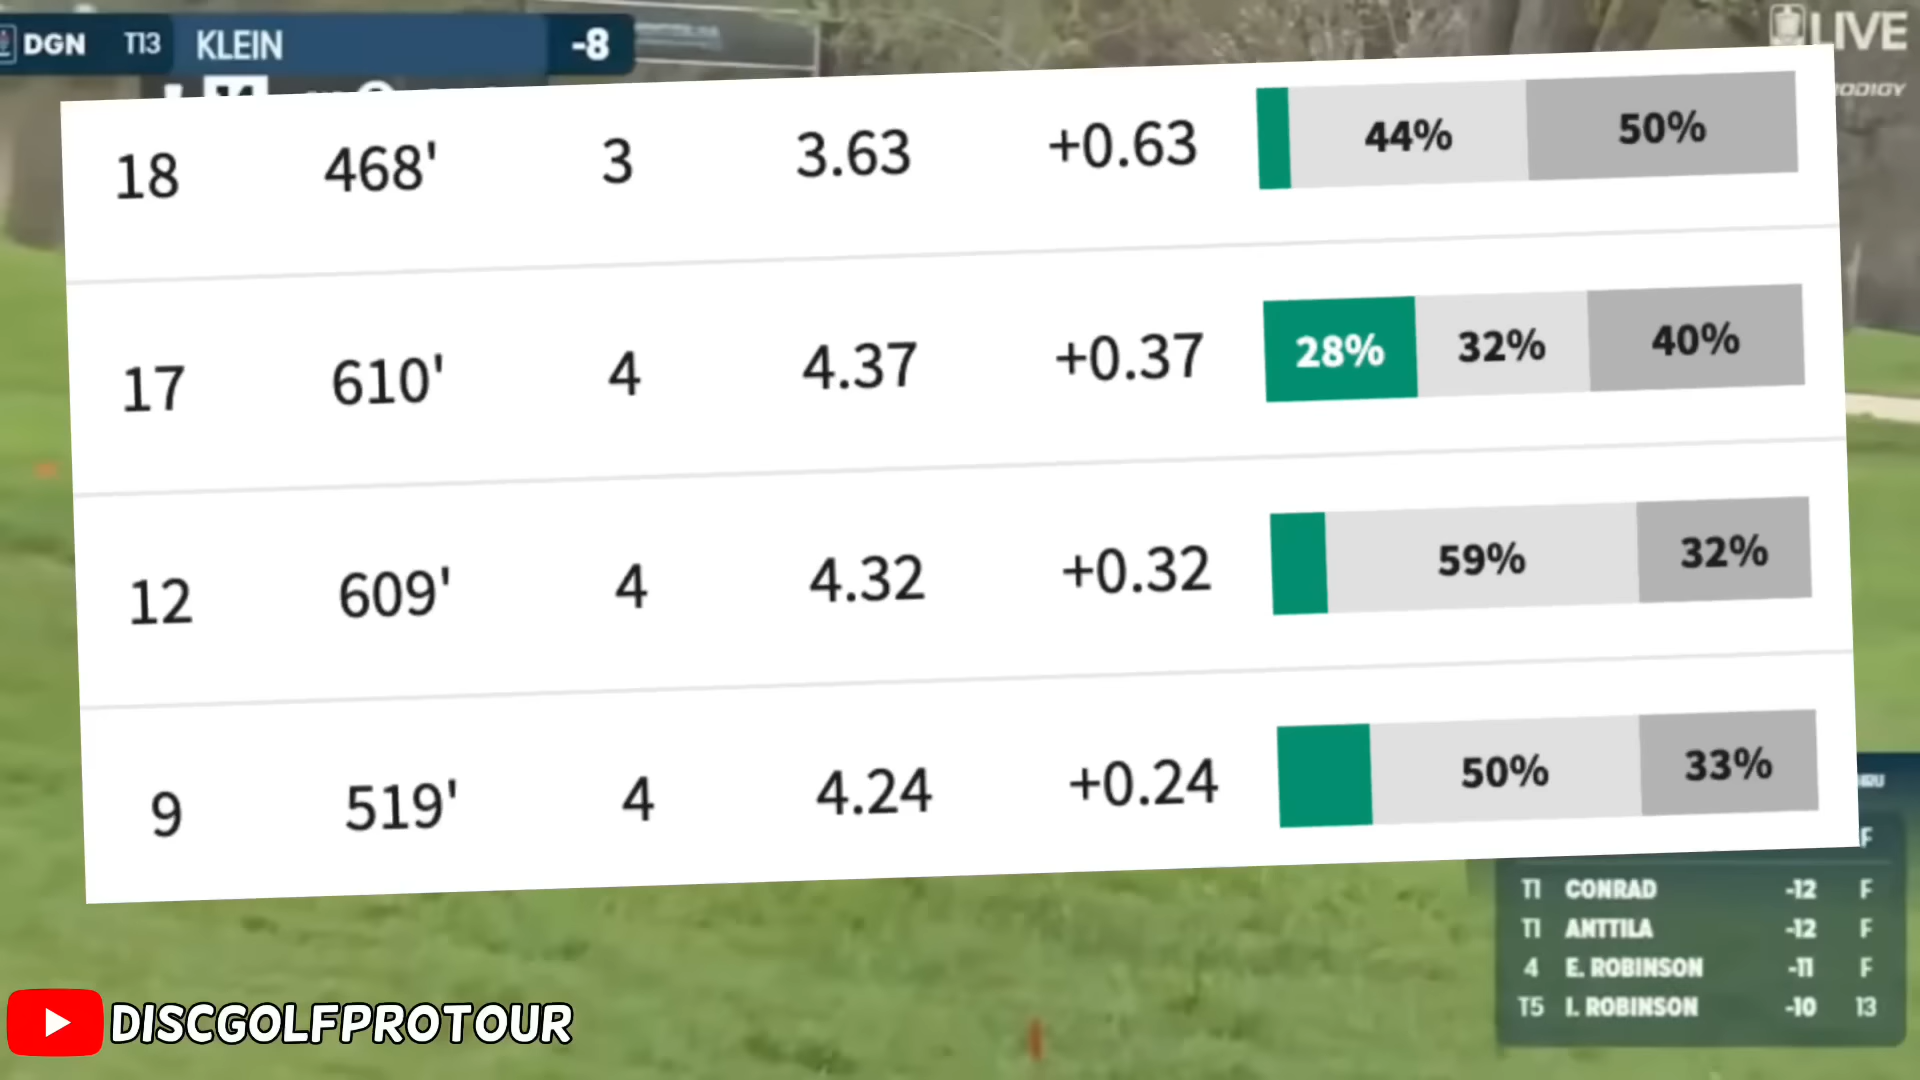 DGN T13 KLEIN -8
LIVE
14
18 468' 3 3.63 +0.63 44% 50%
17 610' 4 4.37 +0.37 28% 32% 40%
12 609' 4 4.32 +0.32 59% 32%
9 519' 4 4.24 +0.24 50% 33%
F
T1 CONRAD -12 F
T1 ANTTILA -12 F
4 E. ROBINSON -11 F
T5 I. ROBINSON -10 13
DISCGOLFPROTOUR